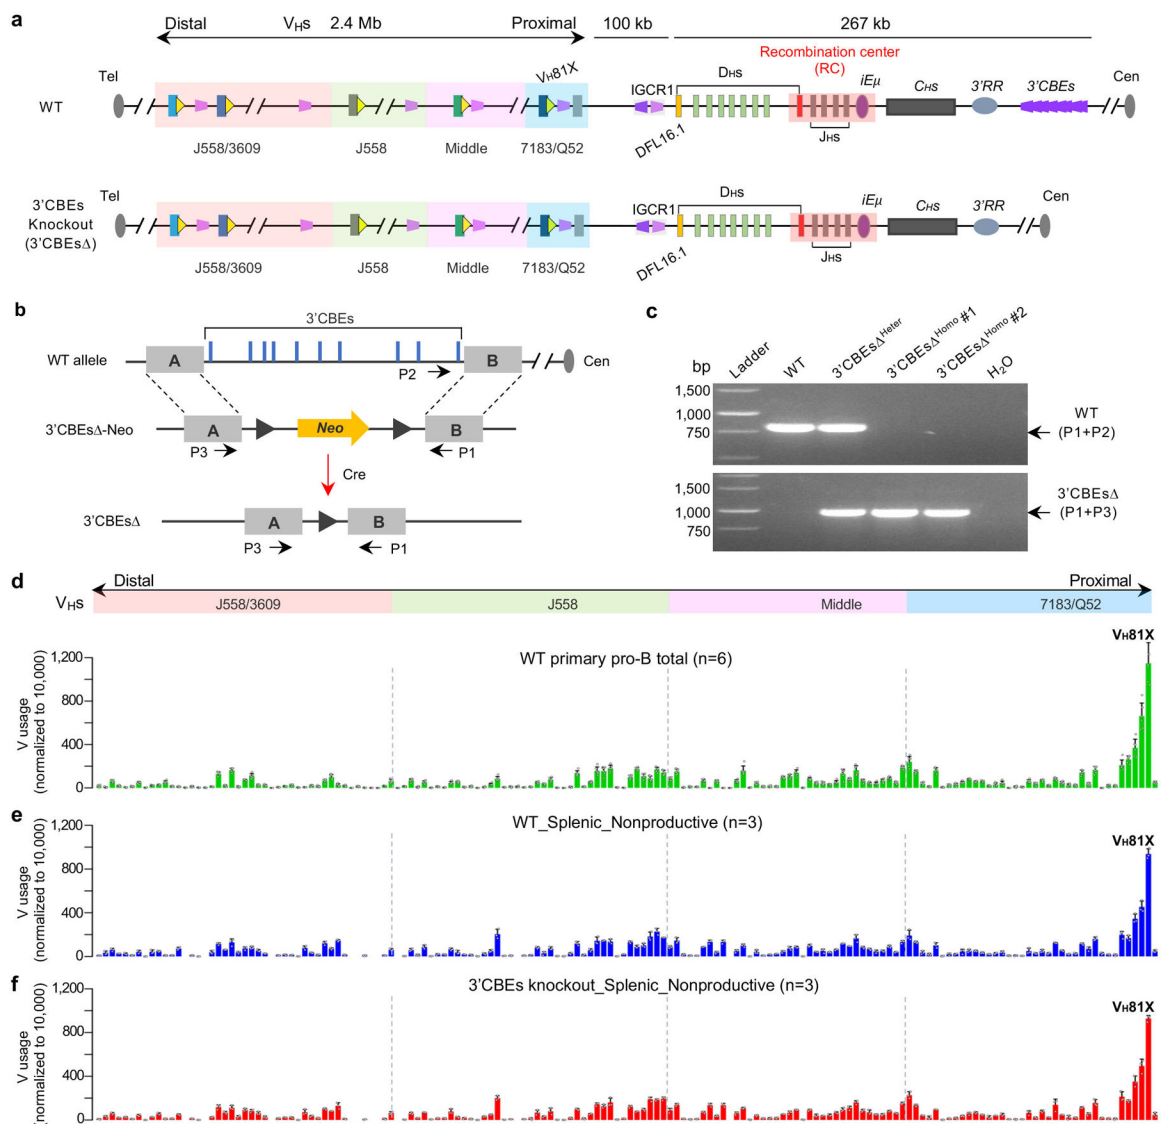 a
Distal VHs 2.4 Mb Proximal 100 kb 267 kb
Recombination center
(RC)
Tel VH81X IGCR1 DHS iEμ CHS 3'RR 3'CBEs Cen
WT
DFL16.1 JHS
J558/3609 J558 Middle 7183/Q52
3'CBEs
Knockout
(3'CBEsΔ)
Tel IGCR1 DHS iEμ CHS 3'RR Cen
DFL16.1 JHS
J558/3609 J558 Middle 7183/Q52
b
3'CBEs
WT allele A B Cen
P2
3'CBEsΔ-Neo A Neo B
P3 P1
Cre
3'CBEsΔ A B
P3 P1
c
bp Ladder WT 3'CBEsΔHeter 3'CBEsΔHomo #1 3'CBEsΔHomo #2 H2O
1,500
1,000
750
WT
(P1+P2)
1,500
1,000
750
3'CBEsΔ
(P1+P3)
d
Distal Proximal
VHs J558/3609 J558 Middle 7183/Q52
VH81X
WT primary pro-B total (n=6)
V usage
(normalized to 10,000)
1,200
800
400
0
e
WT_Splenic_Nonproductive (n=3)
VH81X
V usage
(normalized to 10,000)
1,200
800
400
0
f
3'CBEs knockout_Splenic_Nonproductive (n=3)
VH81X
V usage
(normalized to 10,000)
1,200
800
400
0